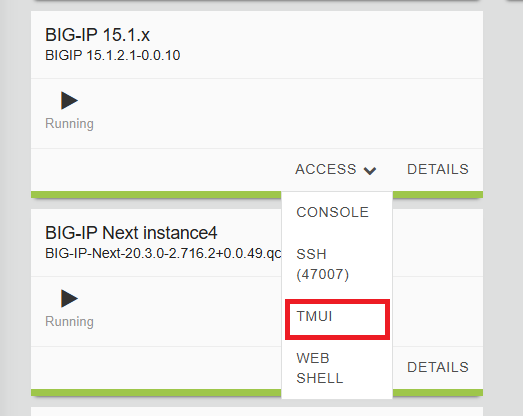 BIG-IP 15.1.x
BIGIP 15.1.2.1-0.0.10
Running
ACCESS DETAILS
CONSOLE
SSH
(47007)
TMUI
WEB
SHELL
BIG-IP Next instance4
BIG-IP-Next-20.3.0-2.716.2+0.0.49.qc
Running
DETAILS